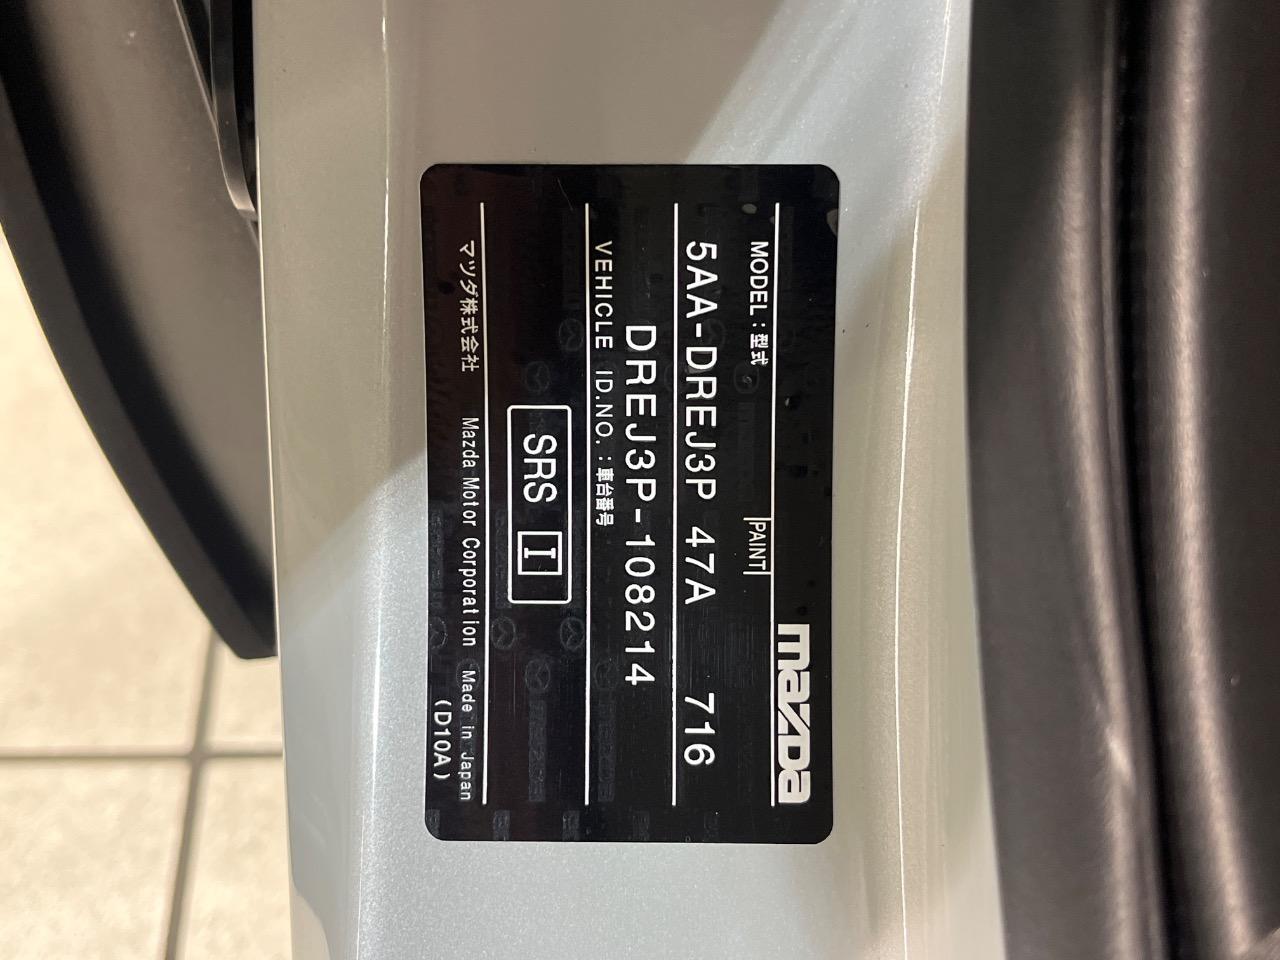 mazda
MODEL:型式 PAINT
5AA-DREJ3P 47A 716
VEHICLE ID.NO.:車台番号
DREJ3P-108214
SRS I
マツダ株式会社 Mazda Motor Corporation Made in Japan
(D10A)